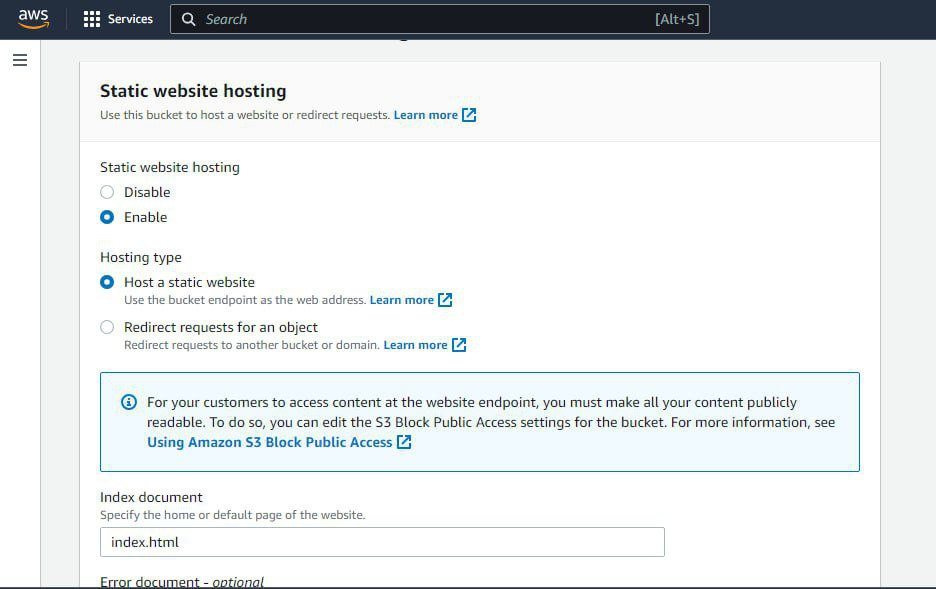 aws
Services
Search
[Alt+S]
Static website hosting
Use this bucket to host a website or redirect requests. Learn more
Static website hosting
Disable
Enable
Hosting type
Host a static website
Use the bucket endpoint as the web address. Learn more
Redirect requests for an object
Redirect requests to another bucket or domain. Learn more
For your customers to access content at the website endpoint, you must make all your content publicly
readable. To do so, you can edit the S3 Block Public Access settings for the bucket. For more information, see
Using Amazon S3 Block Public Access
Index document
Specify the home or default page of the website.
index.html
Error document - optional